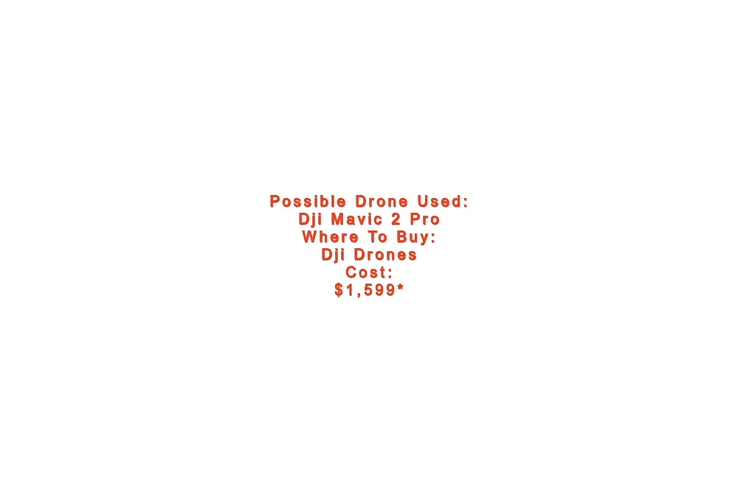 Possible Drone Used:
Dji Mavic 2 Pro
Where To Buy:
Dji Drones
Cost:
$1,599*